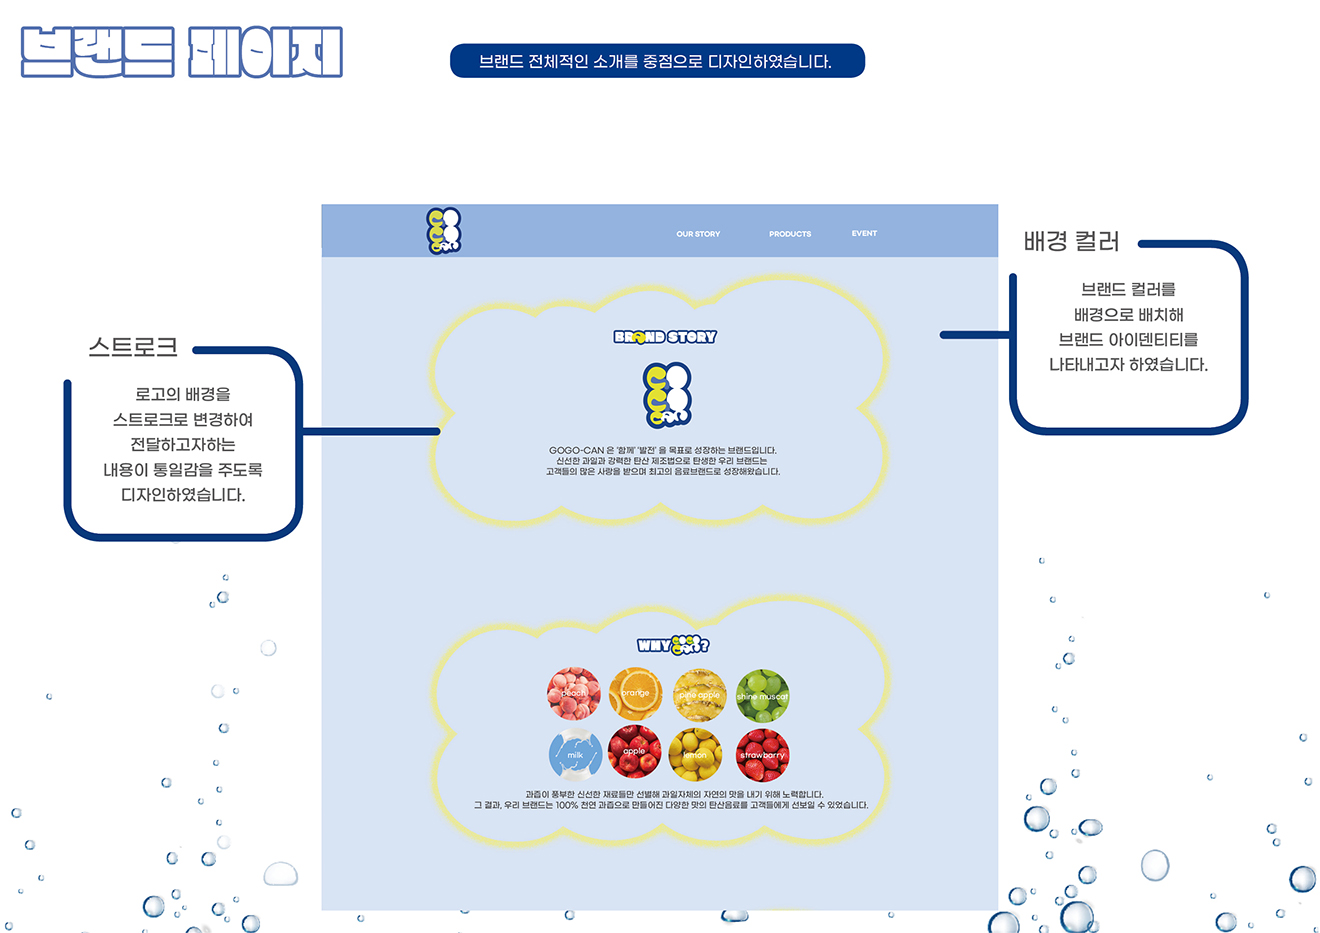 브랜드 페이지
브랜드 전체적인 소개를 중점으로 디자인하였습니다.
GOGO
CAN
OUR STORY
PRODUCTS
EVENT
배경 컬러
브랜드 컬러를
배경으로 배치해
브랜드 아이덴티티를
나타내고자 하였습니다.
스트로크
로고의 배경을
스트로크로 변경하여
전달하고자하는
내용이 통일감을 주도록
디자인하였습니다.
BRAND STORY
GOGO
CAN
GOGO-CAN 은 '함께' '발전' 을 목표로 성장하는 브랜드입니다.
신선한 과일과 강력한 탄산 제조법으로 탄생한 우리 브랜드는
고객들의 많은 사랑을 받으며 최고의 음료브랜드로 성장해왔습니다.
WHY GOGO CAN?
peach
orange
pine apple
shine muscat
milk
apple
lemon
strawbarry
과즙이 풍부한 신선한 재료들만 선별해 과일자체의 자연의 맛을 내기 위해 노력합니다.
그 결과, 우리 브랜드는 100% 천연 과즙으로 만들어진 다양한 맛의 탄산음료를 고객들에게 선보일 수 있었습니다.